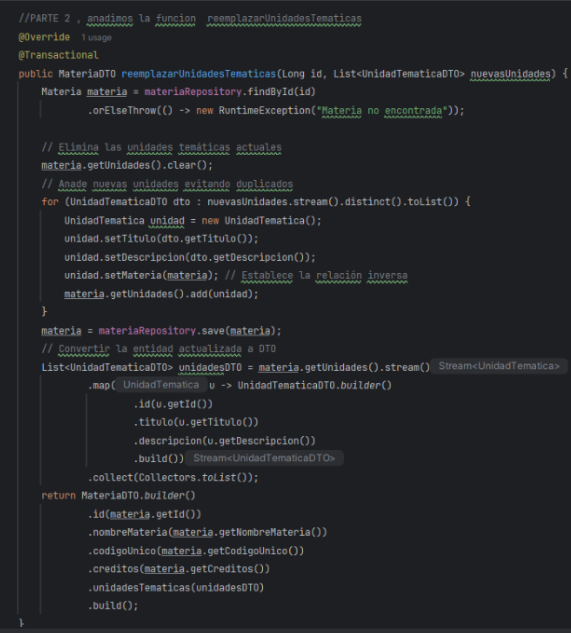 //PARTE 2 , anadimos la funcion  reemplazarUnidadesTematicas
@Override  1 usage
@Transactional
public MateriaDTO reemplazarUnidadesTematicas(Long id, List<UnidadTematicaDTO> nuevasUnidades) {
    Materia materia = materiaRepository.findById(id)
            .orElseThrow(() -> new RuntimeException("Materia no encontrada"));

    // Elimina las unidades temáticas actuales
    materia.getUnidades().clear();
    // Anade nuevas unidades evitando duplicados
    for (UnidadTematicaDTO dto : nuevasUnidades.stream().distinct().toList()) {
        UnidadTematica unidad = new UnidadTematica();
        unidad.setTitulo(dto.getTitulo());
        unidad.setDescripcion(dto.getDescripcion());
        unidad.setMateria(materia); // Establece la relación inversa
        materia.getUnidades().add(unidad);
    }
    materia = materiaRepository.save(materia);
    // Convertir la entidad actualizada a DTO
    List<UnidadTematicaDTO> unidadesDTO = materia.getUnidades().stream() Stream<UnidadTematica>
            .map( UnidadTematica u -> UnidadTematicaDTO.builder()
                    .id(u.getId())
                    .titulo(u.getTitulo())
                    .descripcion(u.getDescripcion())
                    .build()) Stream<UnidadTematicaDTO>
            .collect(Collectors.toList());
    return MateriaDTO.builder()
            .id(materia.getId())
            .nombreMateria(materia.getNombreMateria())
            .codigoUnico(materia.getCodigoUnico())
            .creditos(materia.getCreditos())
            .unidadesTematicas(unidadesDTO)
            .build();
}